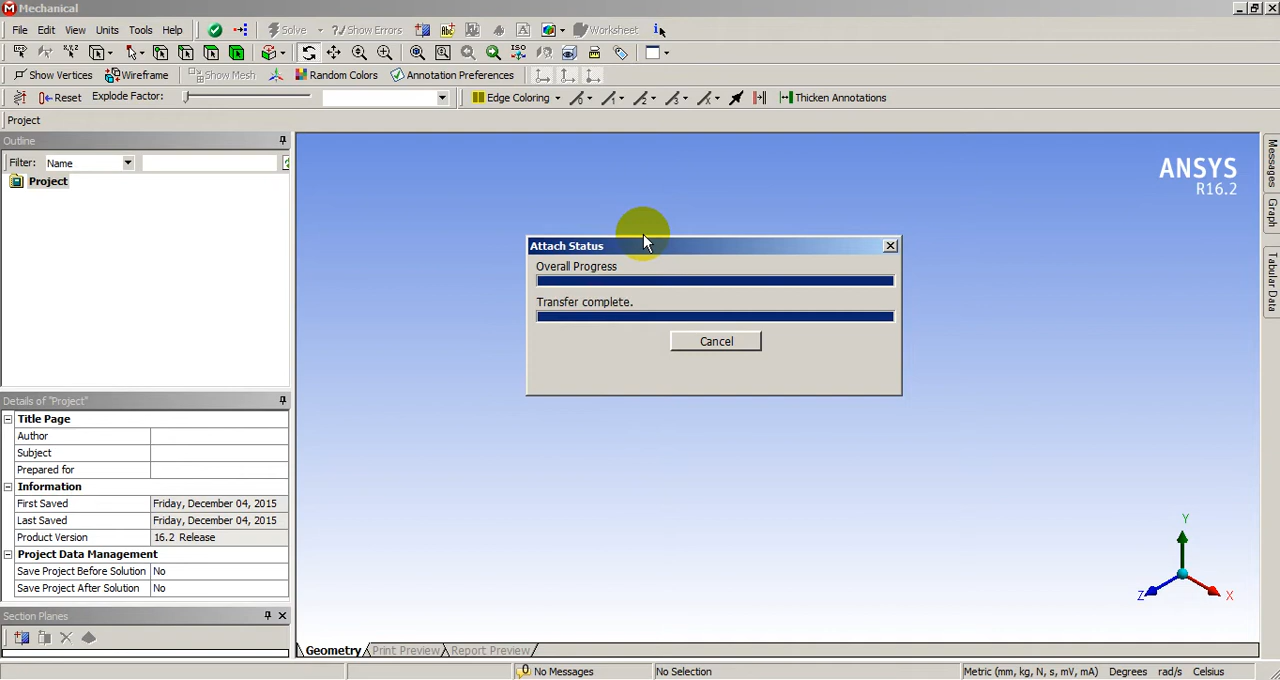 Mechanical
File Edit View Units Tools Help Solve Show Errors Worksheet
ISO
Show Vertices Wireframe Show Mesh Random Colors Annotation Preferences
Reset Explode Factor: Edge Coloring Thicken Annotations
Project
Outline
Filter: Name
Project
ANSYS
R16.2
Messages
Graph
Tabular Data
Attach Status
Overall Progress
Transfer complete.
Cancel
Details of "Project"
Title Page
Author
Subject
Prepared for
Information
First Saved Friday, December 04, 2015
Last Saved Friday, December 04, 2015
Product Version 16.2 Release
Project Data Management
Save Project Before Solution No
Save Project After Solution No
Section Planes
Y
Z
X
Geometry Print Preview Report Preview
0 No Messages No Selection Metric (mm, kg, N, s, mV, mA) Degrees rad/s Celsius